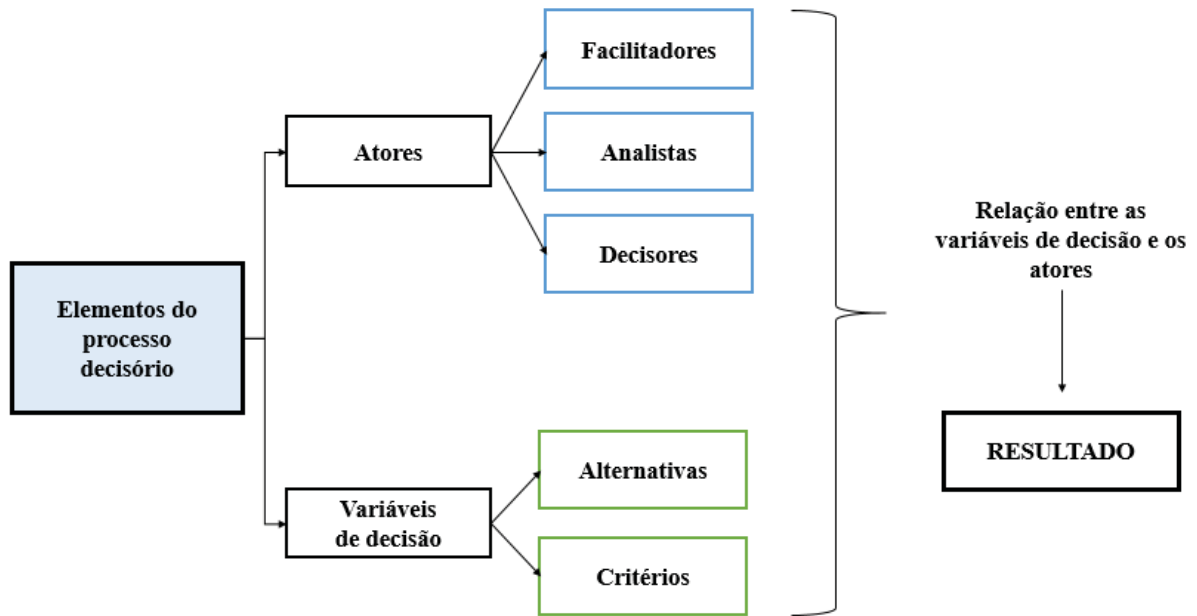 Elementos do
processo
decisório
Atores
Facilitadores
Analistas
Decisores
Variáveis
de decisão
Alternativas
Critérios
Relação entre as
variáveis de decisão e os
atores
RESULTADO